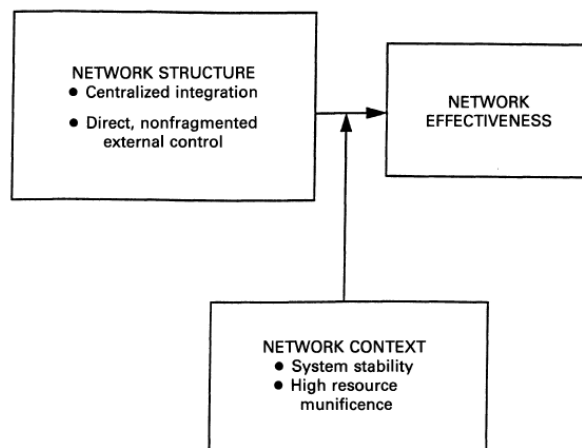 NETWORK STRUCTURE
● Centralized integration
● Direct, nonfragmented
external control
NETWORK
EFFECTIVENESS
NETWORK CONTEXT
● System stability
● High resource
munificence